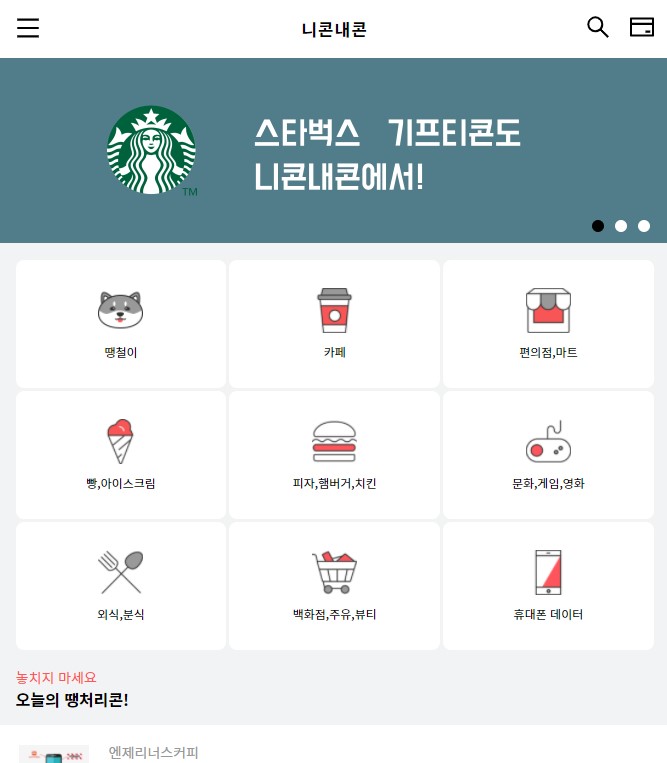 니콘내콘
스타벅스 기프티콘도
니콘내콘에서!
TM
땡철이
카페
편의점,마트
빵,아이스크림
피자,햄버거,치킨
문화,게임,영화
외식,분식
백화점,주유,뷰티
휴대폰 데이터
놓치지 마세요
오늘의 땡처리콘!
엔제리너스커피